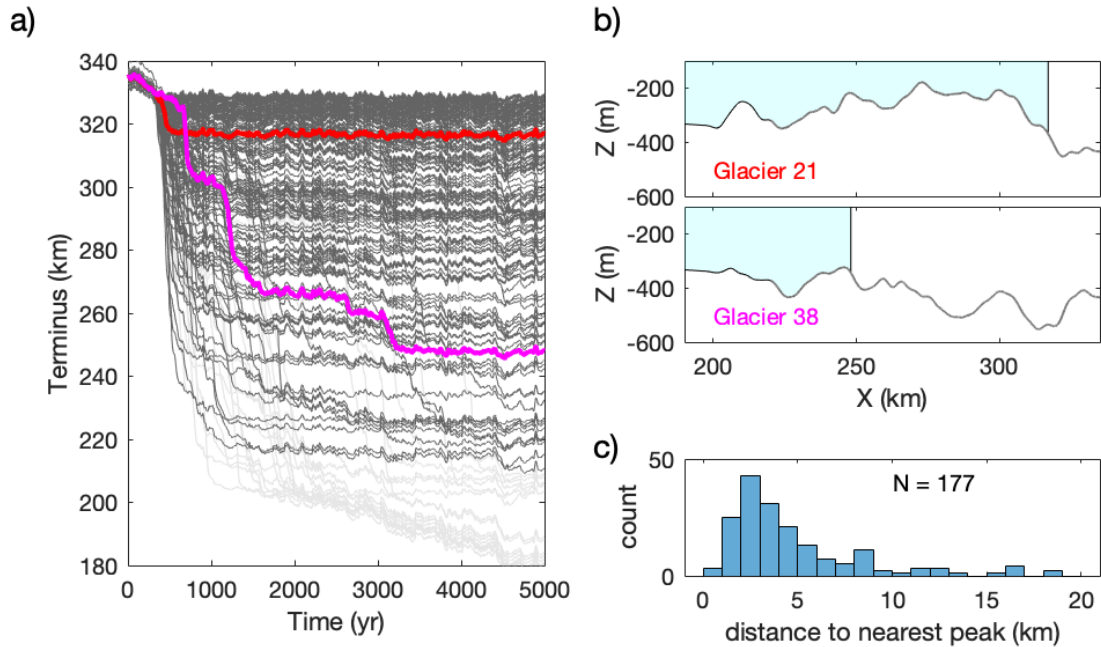 a)
340
320
300
280
260
240
220
200
180
Terminus (km)
0 1000 2000 3000 4000 5000
Time (yr)
b)
-200
-400
-600
Z (m)
Glacier 21
-200
-400
-600
Z (m)
Glacier 38
200 250 300
X (km)
c)
50
0
count
N = 177
0 5 10 15 20
distance to nearest peak (km)